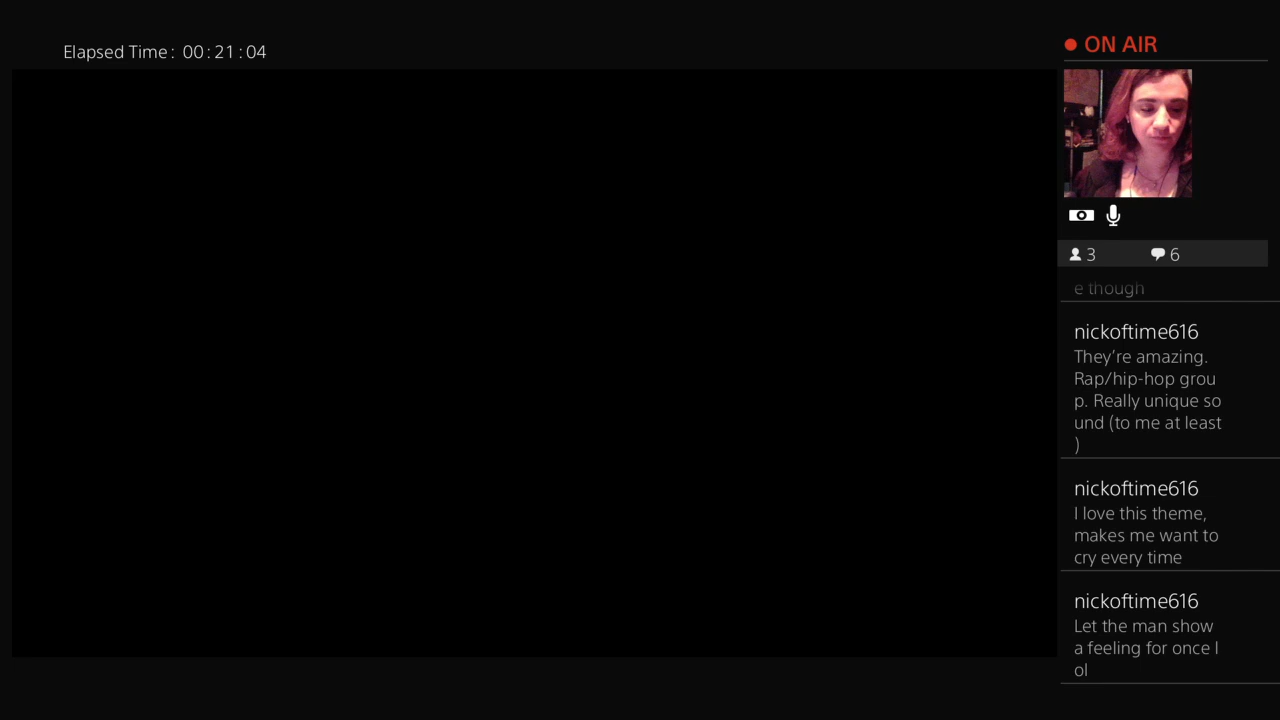 Elapsed Time: 00:21:04
ON AIR
3 6
e though
nickoftime616
They're amazing.
Rap/hip-hop grou
p. Really unique so
und (to me at least
)
nickoftime616
I love this theme,
makes me want to
cry every time
nickoftime616
Let the man show
a feeling for once l
ol